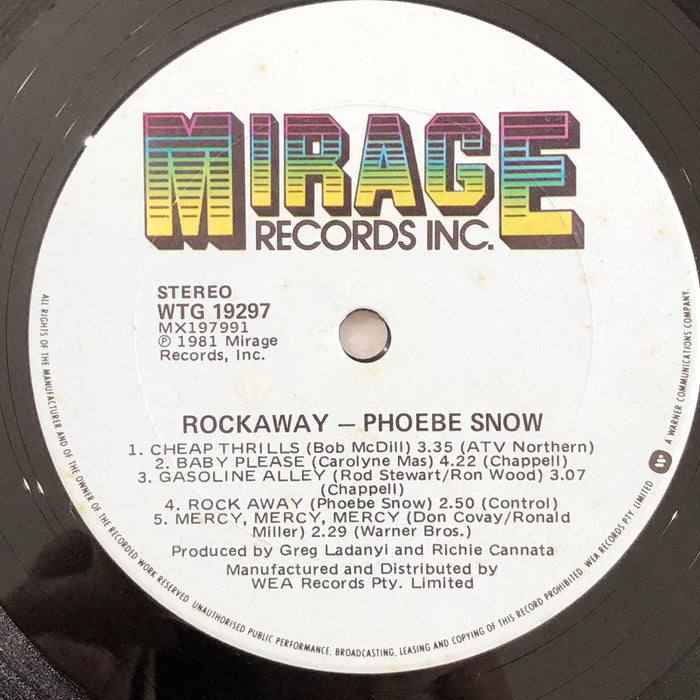 MIRAGE
RECORDS INC.
STEREO
WTG 19297
MX197991
℗ 1981 Mirage
Records, Inc.
ROCKAWAY – PHOEBE SNOW
1. CHEAP THRILLS (Bob McDill) 3.35 (ATV Northern)
2. BABY PLEASE (Carolyne Mas) 4.22 (Chappell)
3. GASOLINE ALLEY (Rod Stewart/Ron Wood) 3.07
(Chappell)
4. ROCK AWAY (Phoebe Snow) 2.50 (Control)
5. MERCY, MERCY, MERCY (Don Covay/Ronald
Miller) 2.29 (Warner Bros.)
Produced by Greg Ladanyi and Richie Cannata
Manufactured and Distributed by
WEA Records Pty. Limited
ALL RIGHTS OF THE MANUFACTURER AND OF THE OWNER OF THE RECORDED WORK RESERVED. UNAUTHORISED PUBLIC PERFORMANCE, BROADCASTING, LEASING AND COPYING OF THIS RECORD PROHIBITED. WEA RECORDS PTY. LIMITED
A WARNER COMMUNICATIONS COMPANY.